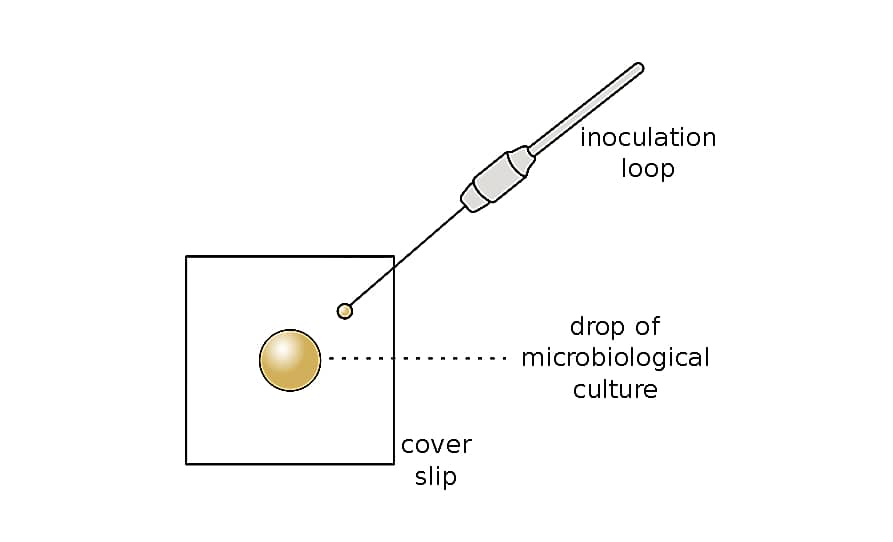 inoculation
loop
drop of
microbiological
culture
cover
slip